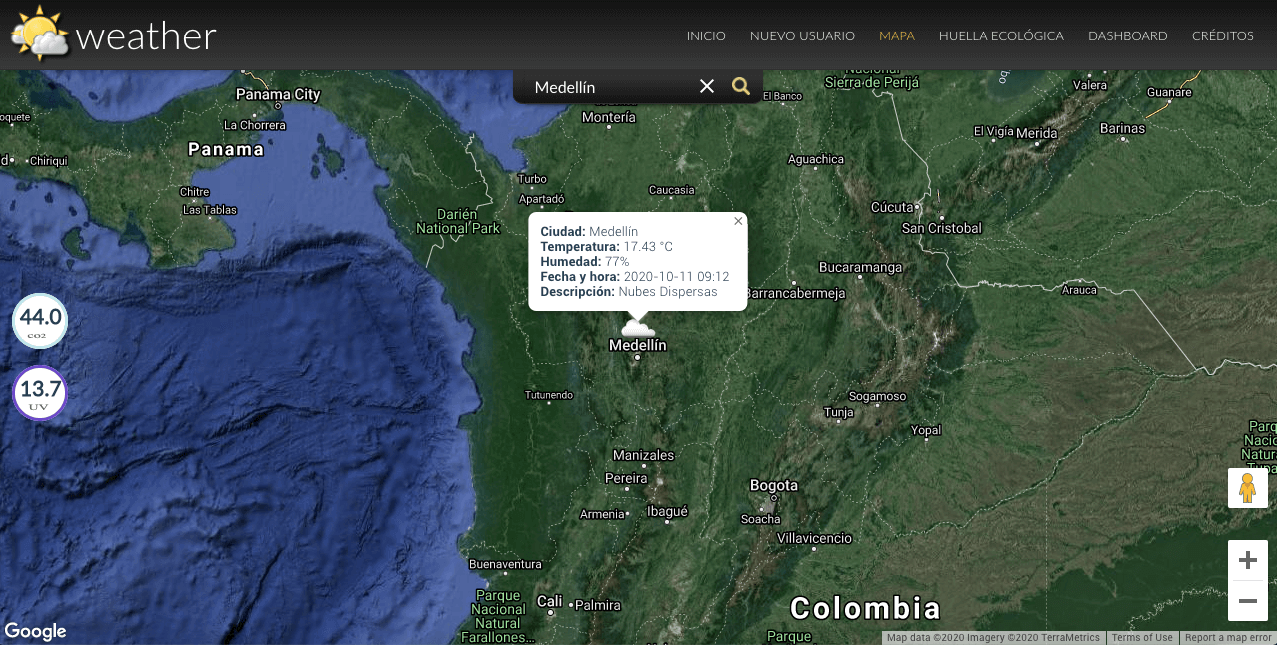 weather
INICIO
NUEVO USUARIO
MAPA
HUELLA ECOLÓGICA
DASHBOARD
CRÉDITOS
Medellín
Sierra de Perijá
Valera
Guanare
Panama City
El Banco
La Chorrera
Montería
El Vigía
Merida
Barinas
Panama
Chiriqui
Aguachica
Turbo
Apartadó
Caucasia
Chitre
Las Tablas
Darién
National Park
Cúcuta
San Cristobal
Ciudad: Medellín
Temperatura: 17.43 °C
Humedad: 77%
Fecha y hora: 2020-10-11 09:12
Descripción: Nubes Dispersas
Bucaramanga
Barrancabermeja
Arauca
44.0
CO2
Medellín
13.7
UV
Tutunendo
Sogamoso
Tunja
Yopal
Manizales
Pereira
Bogota
Armenia
Ibagué
Soacha
Villavicencio
Buenaventura
Parque
Nacional
Natural
Farallones...
Cali
Palmira
Colombia
Parque
Google
Map data ©2020 Imagery ©2020 TerraMetrics
Terms of Use
Report a map error